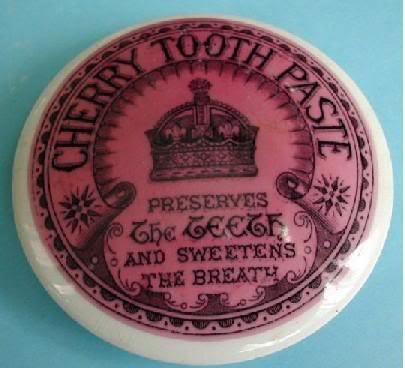 CHERRY TOOTH PASTE
PRESERVES
The TEETH
AND SWEETENS
THE BREATH